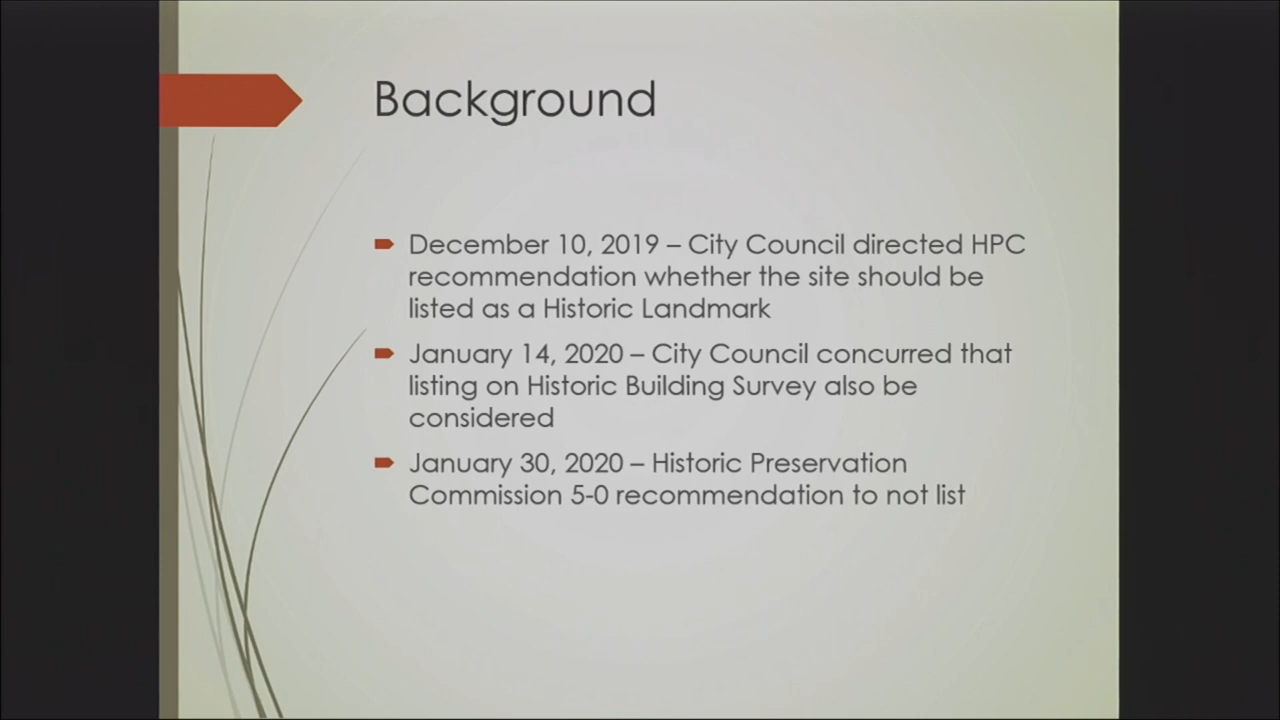 Background
December 10, 2019 – City Council directed HPC
recommendation whether the site should be
listed as a Historic Landmark
January 14, 2020 – City Council concurred that
listing on Historic Building Survey also be
considered
January 30, 2020 – Historic Preservation
Commission 5-0 recommendation to not list